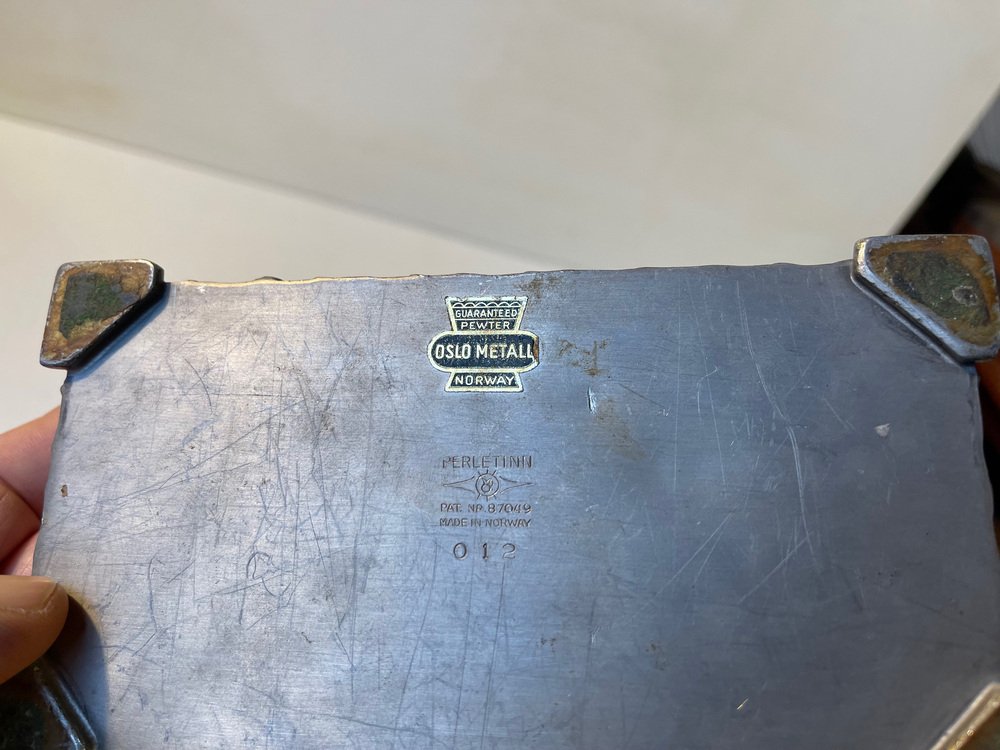 GUARANTEED
PEWTER
OSLO METALL
NORWAY
PERLETINN
PAT. NR. 87049
MADE IN NORWAY
012